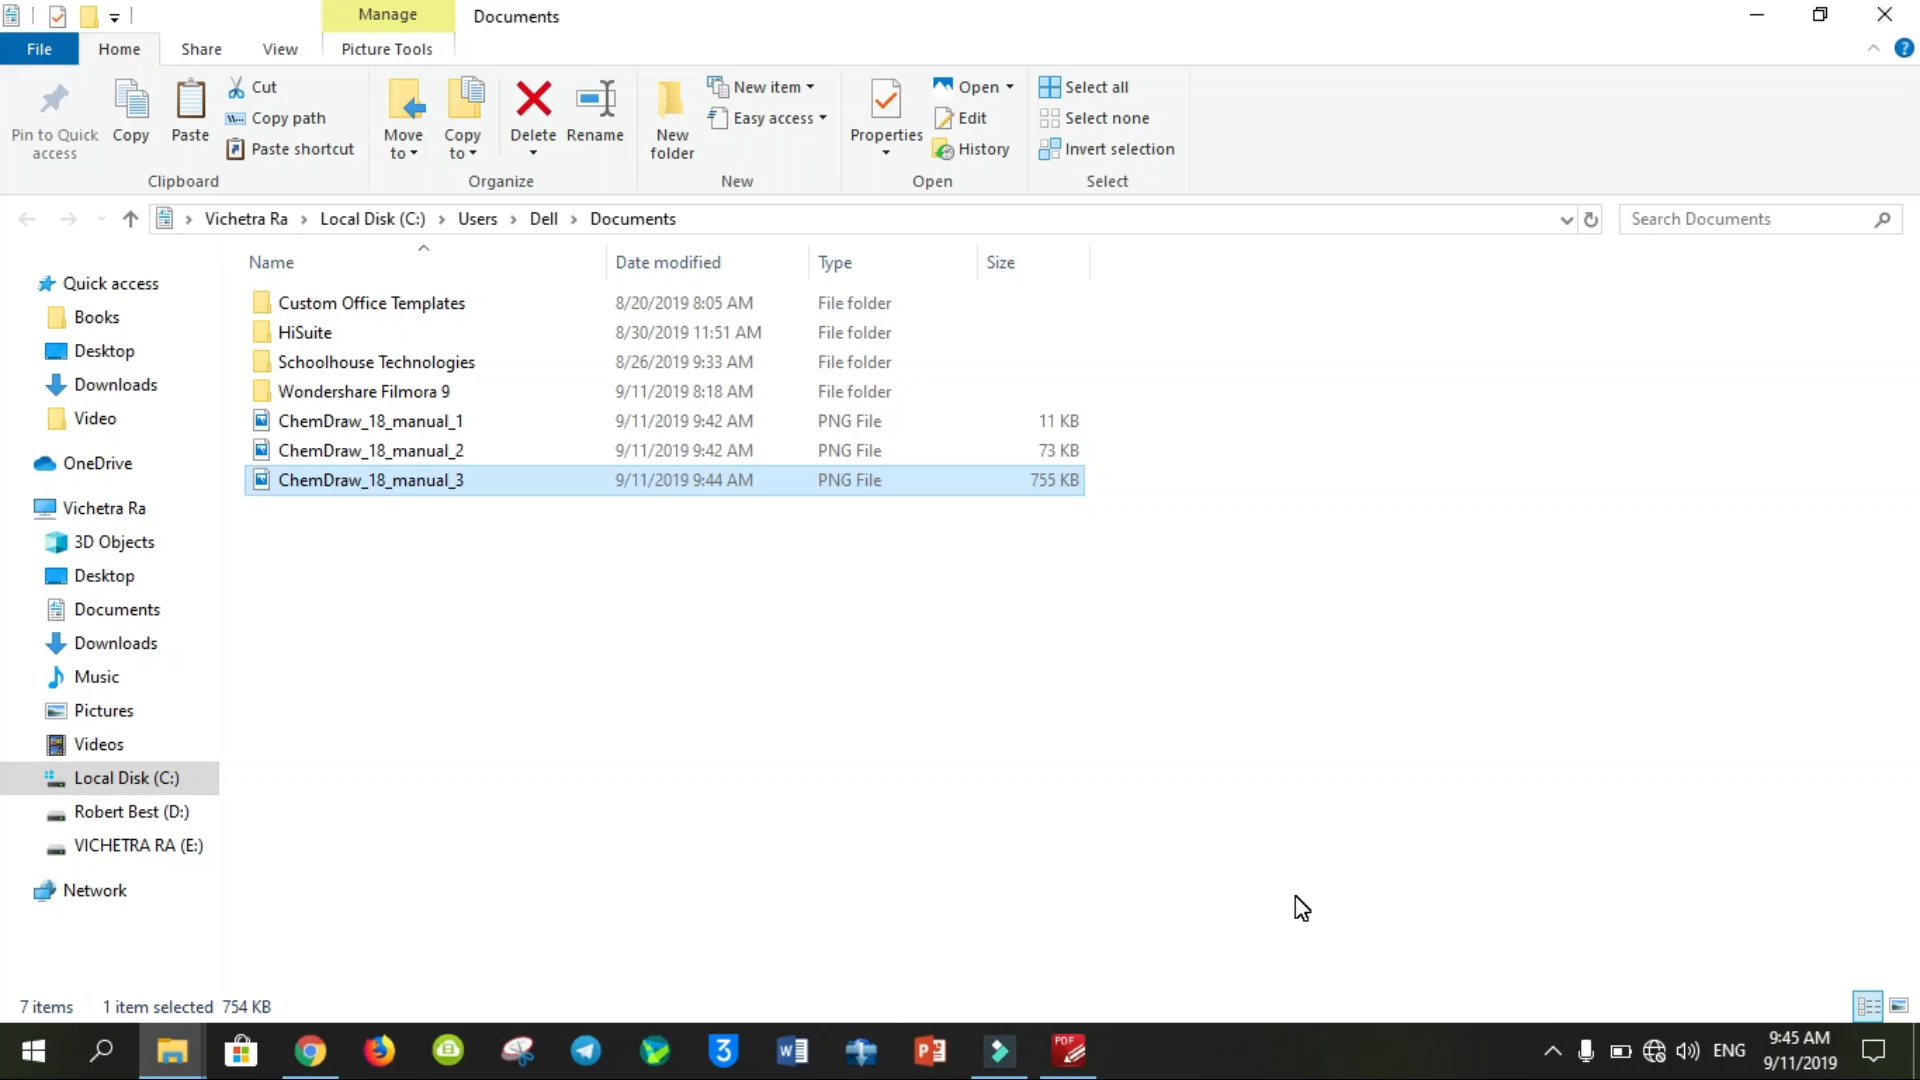 Manage
Documents
File
Home
Share
View
Picture Tools
Pin to Quick access
Copy
Paste
Cut
Copy path
Paste shortcut
Clipboard
Move to
Copy to
Delete
Rename
Organize
New folder
New item
Easy access
New
Properties
Open
Edit
History
Open
Select all
Select none
Invert selection
Select
Vichetra Ra
Local Disk (C:)
Users
Dell
Documents
Search Documents
Name
Date modified
Type
Size
Custom Office Templates 8/20/2019 8:05 AM File folder
HiSuite 8/30/2019 11:51 AM File folder
Schoolhouse Technologies 8/26/2019 9:33 AM File folder
Wondershare Filmora 9 9/11/2019 8:18 AM File folder
ChemDraw_18_manual_1 9/11/2019 9:42 AM PNG File 11 KB
ChemDraw_18_manual_2 9/11/2019 9:42 AM PNG File 73 KB
ChemDraw_18_manual_3 9/11/2019 9:44 AM PNG File 755 KB
Quick access
Books
Desktop
Downloads
Video
OneDrive
Vichetra Ra
3D Objects
Desktop
Documents
Downloads
Music
Pictures
Videos
Local Disk (C:)
Robert Best (D:)
VICHETRA RA (E:)
Network
7 items
1 item selected 754 KB
3
W
P
PDF
ENG
9:45 AM
9/11/2019